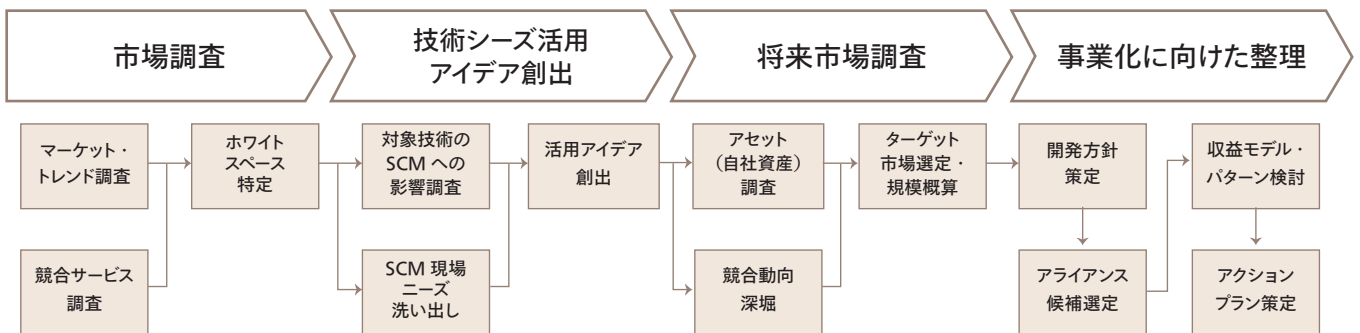 市場調査
技術シーズ活用
アイデア創出
将来市場調査
事業化に向けた整理
マーケット・
トレンド調査
競合サービス
調査
ホワイト
スペース
特定
対象技術の
SCM への
影響調査
SCM 現場
ニーズ
洗い出し
活用アイデア
創出
アセット
（自社資産）
調査
競合動向
深堀
ターゲット
市場選定・
規模概算
開発方針
策定
アライアンス
候補選定
収益モデル・
パターン検討
アクション
プラン策定